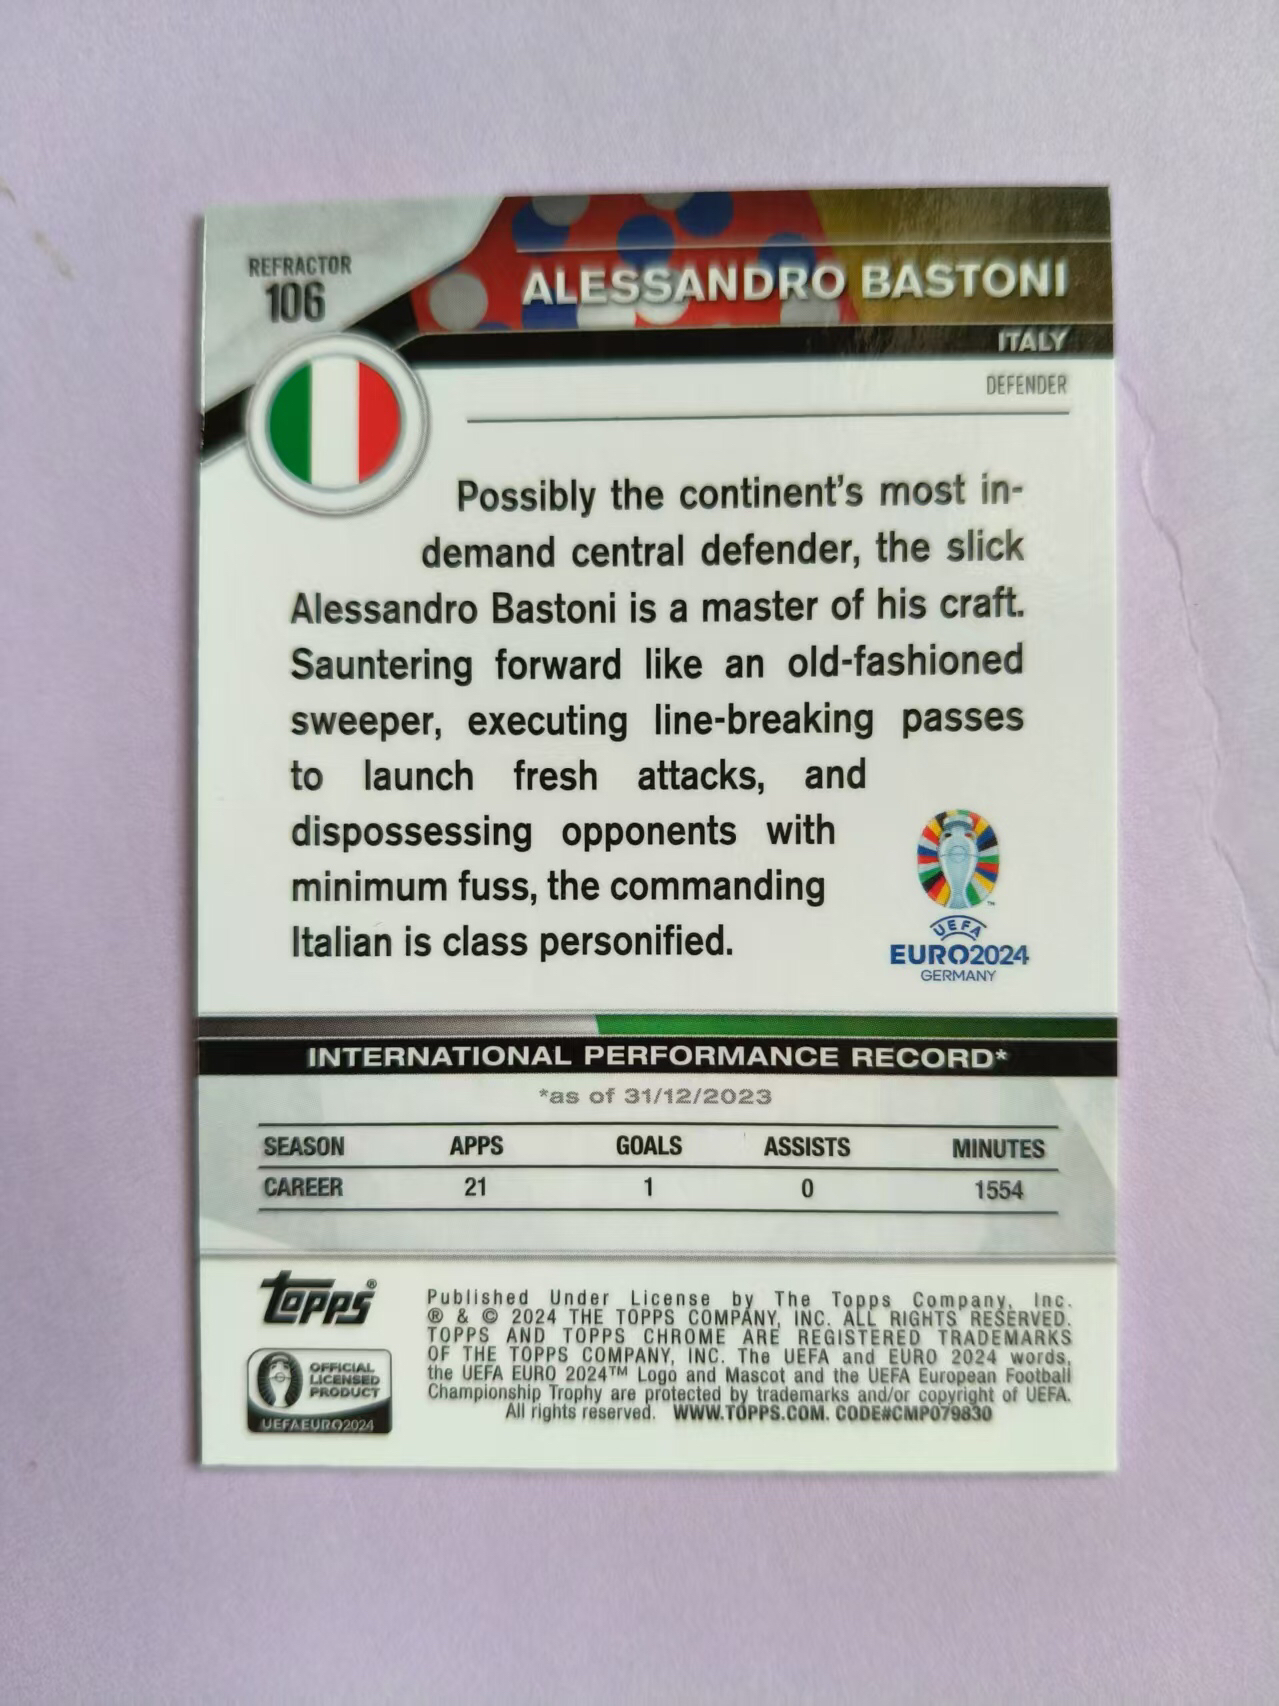 REFRACTOR
106
ALESSANDRO BASTONI
ITALY
DEFENDER
Possibly the continent's most in-
demand central defender, the slick
Alessandro Bastoni is a master of his craft.
Sauntering forward like an old-fashioned
sweeper, executing line-breaking passes
to launch fresh attacks, and
dispossessing opponents with
minimum fuss, the commanding
Italian is class personified.
UEFA
EURO2024
GERMANY
INTERNATIONAL PERFORMANCE RECORD*
*as of 31/12/2023
SEASON APPS GOALS ASSISTS MINUTES
CAREER 21 1 0 1554
topps®
OFFICIAL
LICENSED
PRODUCT
UEFA EURO2024
Published Under License by The Topps Company, Inc.
® & © 2024 THE TOPPS COMPANY, INC. ALL RIGHTS RESERVED.
TOPPS AND TOPPS CHROME ARE REGISTERED TRADEMARKS
OF THE TOPPS COMPANY, INC. The UEFA and EURO 2024 words,
the UEFA EURO 2024™ Logo and Mascot and the UEFA European Football
Championship Trophy are protected by trademarks and/or copyright of UEFA.
All rights reserved. WWW.TOPPS.COM. CODE#CMP079830